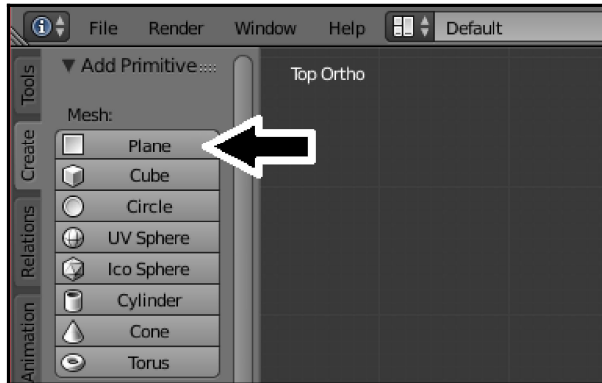 File Render Window Help Default
Tools
Create
Relations
Animation
▼ Add Primitive
Mesh:
Plane
Cube
Circle
UV Sphere
Ico Sphere
Cylinder
Cone
Torus
Top Ortho